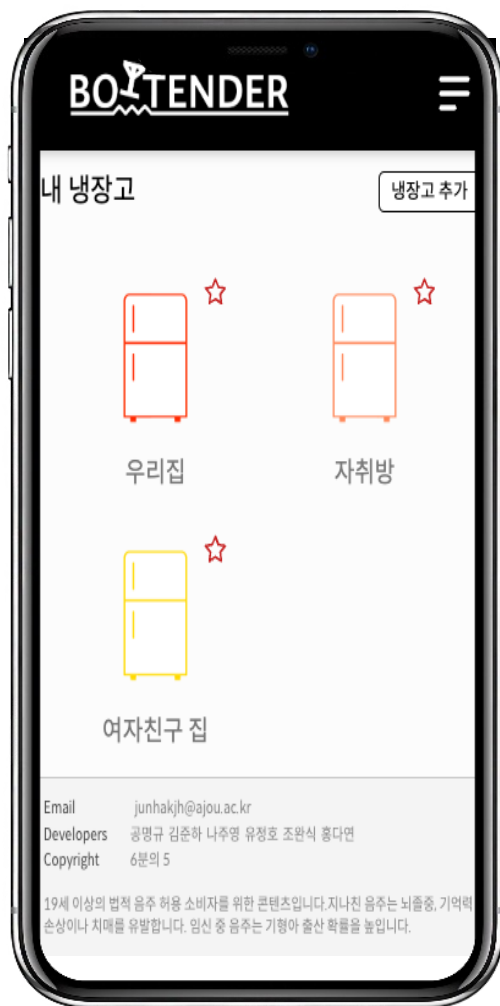 BOTTENDER
내 냉장고
냉장고 추가
우리집
자취방
여자친구 집
Email junhakjh@ajou.ac.kr
Developers 공명규 김준하 나주영 유정호 조완식 홍다연
Copyright 6분의 5
19세 이상의 법적 음주 허용 소비자를 위한 콘텐츠입니다.지나친 음주는 뇌졸중, 기억력
손상이나 치매를 유발합니다. 임신 중 음주는 기형아 출산 확률을 높입니다.